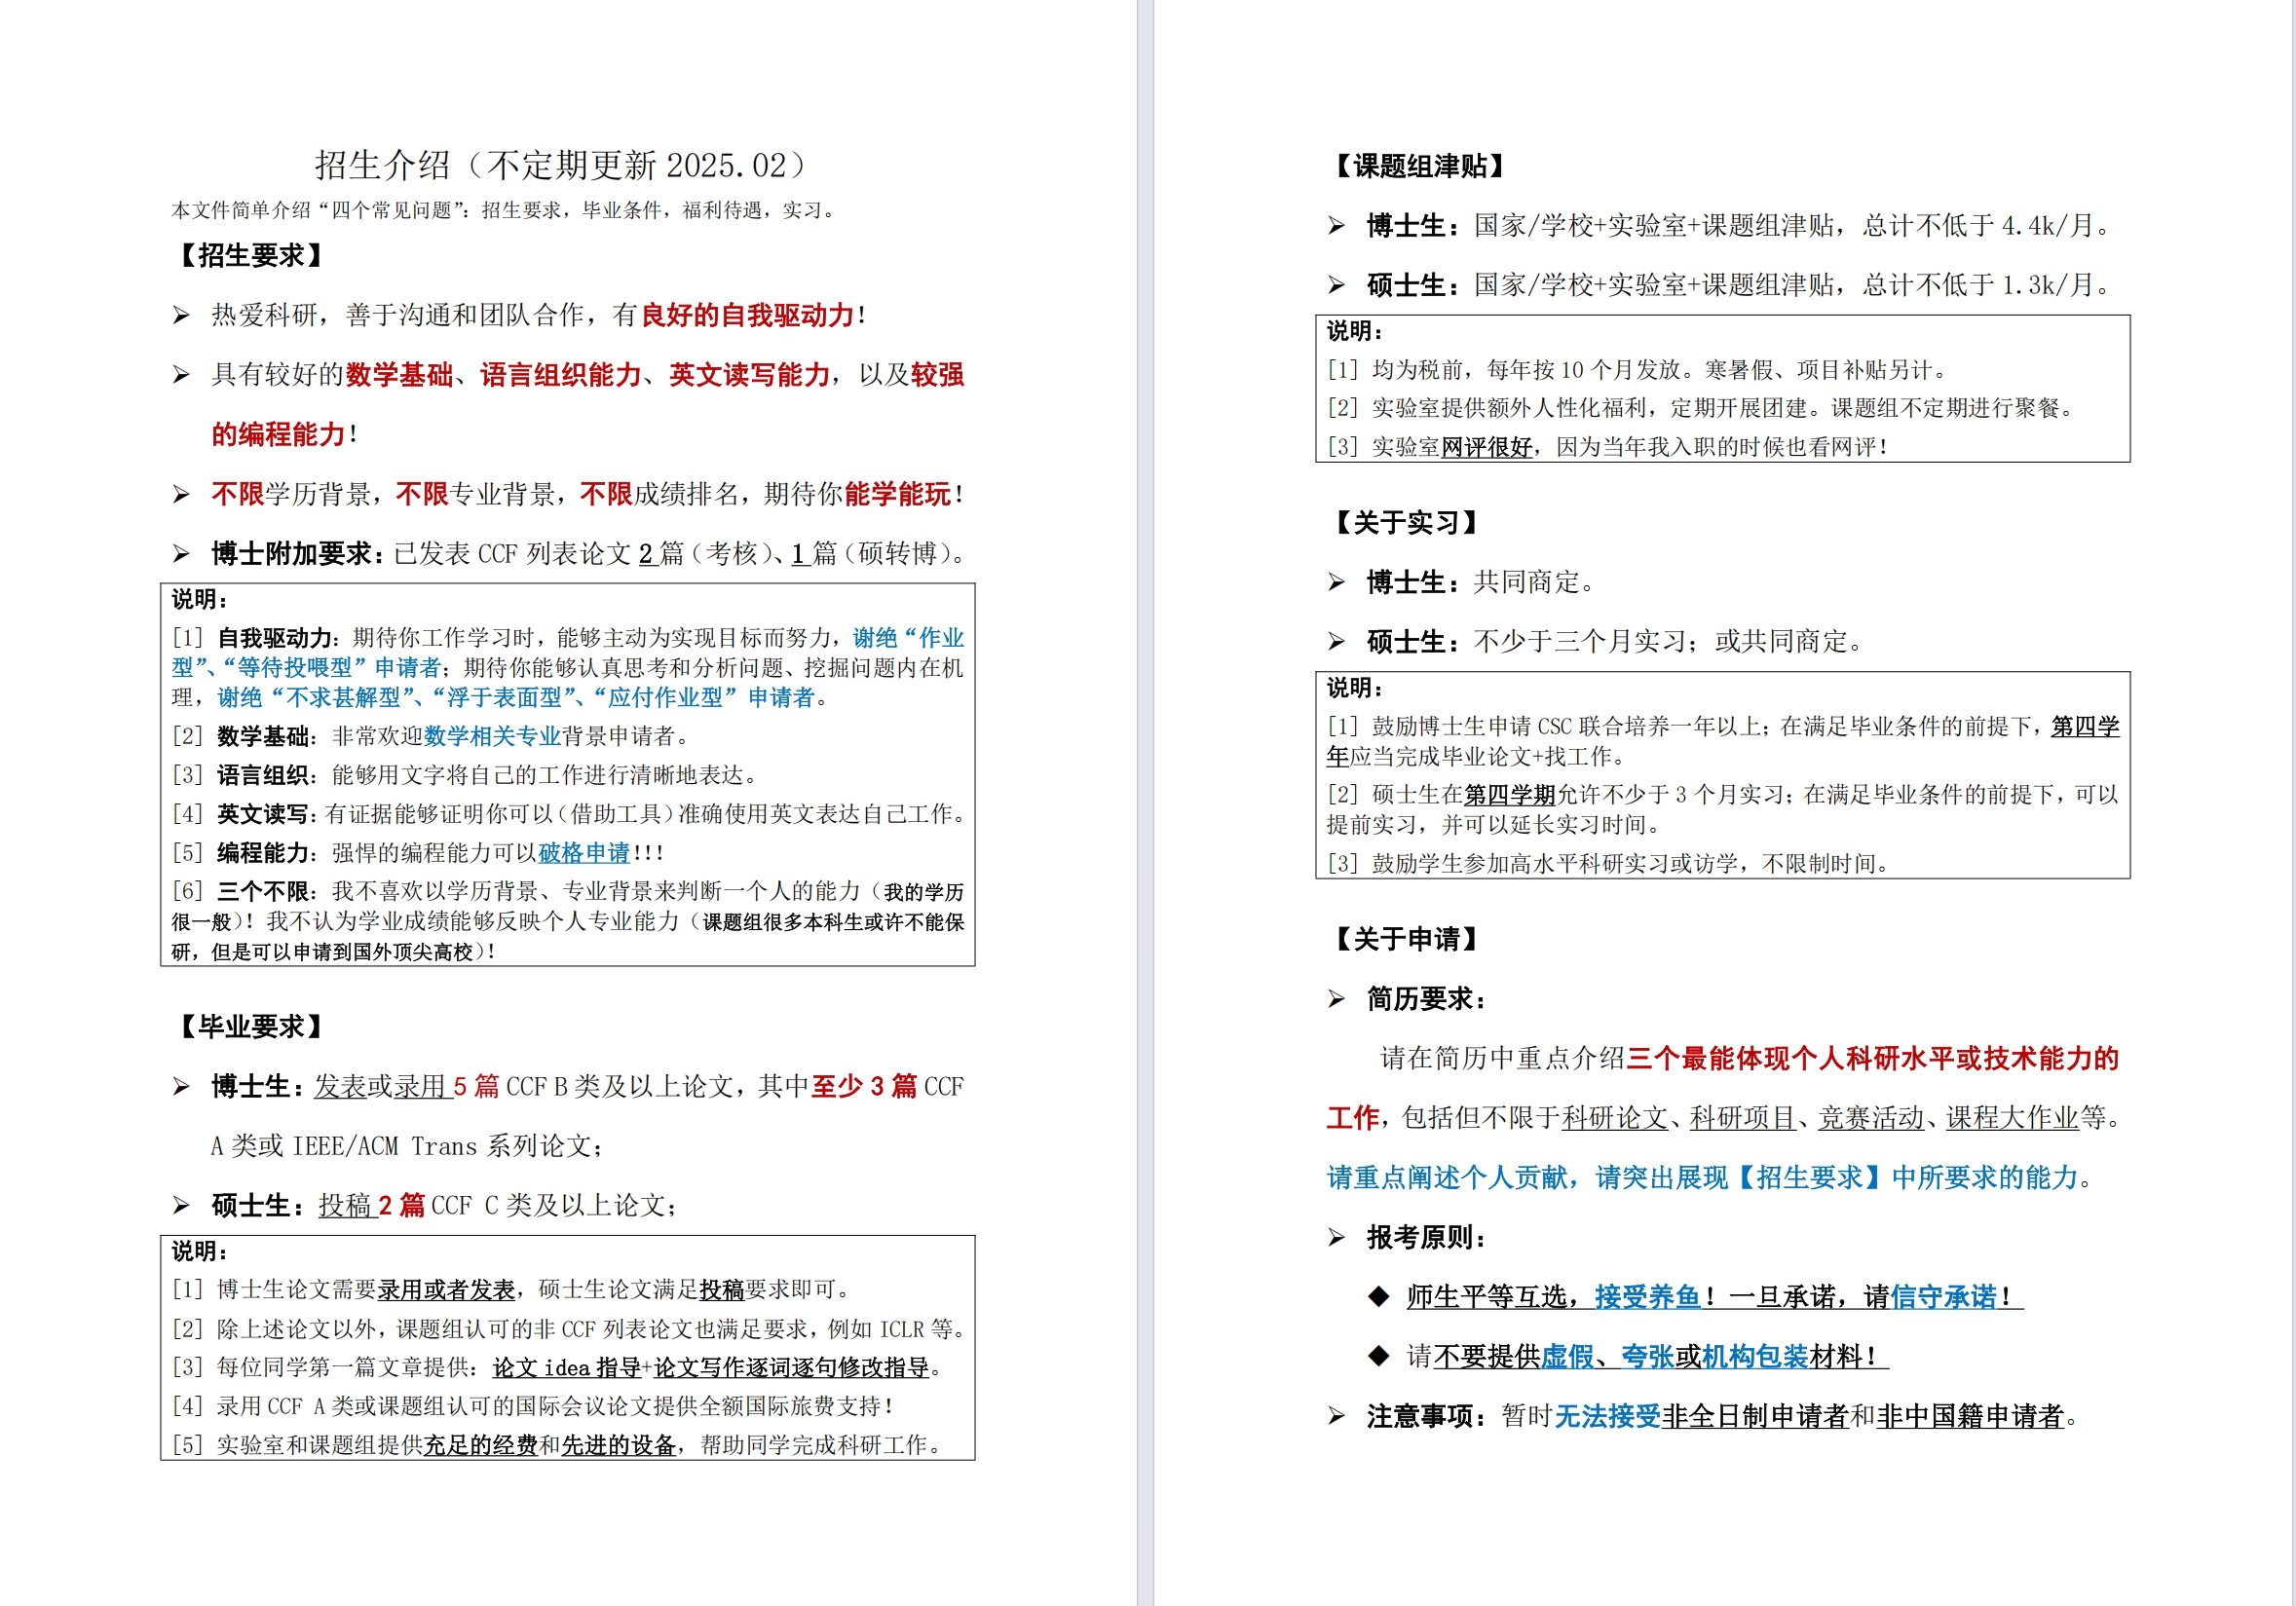 招生介绍（不定期更新 2025.02）
本文件简单介绍“四个常见问题”：招生要求，毕业条件，福利待遇，实习。
【招生要求】
➢ 热爱科研，善于沟通和团队合作，有良好的自我驱动力！
➢ 具有较好的数学基础、语言组织能力、英文读写能力，以及较强
的编程能力！
➢ 不限学历背景，不限专业背景，不限成绩排名，期待你能学能玩！
➢ 博士附加要求：已发表 CCF 列表论文 2 篇（考核）、1 篇（硕转博）。
说明：
[1] 自我驱动力：期待你工作学习时，能够主动为实现目标而努力，谢绝“作业
型”、“等待投喂型”申请者；期待你能够认真思考和分析问题、挖掘问题内在机
理，谢绝“不求甚解型”、“浮于表面型”、“应付作业型”申请者。
[2] 数学基础：非常欢迎数学相关专业背景申请者。
[3] 语言组织：能够用文字将自己的工作进行清晰地表达。
[4] 英文读写：有证据能够证明你可以（借助工具）准确使用英文表达自己工作。
[5] 编程能力：强悍的编程能力可以破格申请!!!
[6] 三个不限：我不喜欢以学历背景、专业背景来判断一个人的能力（我的学历
很一般）！我不认为学业成绩能够反映个人专业能力（课题组很多本科生或许不能保
研，但是可以申请到国外顶尖高校）！
【毕业要求】
➢ 博士生：发表或录用 5 篇 CCF B 类及以上论文，其中至少 3 篇 CCF
A 类或 IEEE/ACM Trans 系列论文；
➢ 硕士生：投稿 2 篇 CCF C 类及以上论文；
说明：
[1] 博士生论文需要录用或者发表，硕士生论文满足投稿要求即可。
[2] 除上述论文以外，课题组认可的非 CCF 列表论文也满足要求，例如 ICLR 等。
[3] 每位同学第一篇文章提供：论文 idea 指导+论文写作逐词逐句修改指导。
[4] 录用 CCF A 类或课题组认可的国际会议论文提供全额国际旅费支持！
[5] 实验室和课题组提供充足的经费和先进的设备，帮助同学完成科研工作。
【课题组津贴】
➢ 博士生：国家/学校+实验室+课题组津贴，总计不低于 4.4k/月。
➢ 硕士生：国家/学校+实验室+课题组津贴，总计不低于 1.3k/月。
说明：
[1] 均为税前，每年按 10 个月发放。寒暑假、项目补贴另计。
[2] 实验室提供额外人性化福利，定期开展团建。课题组不定期进行聚餐。
[3] 实验室网评很好，因为当年我入职的时候也看网评！
【关于实习】
➢ 博士生：共同商定。
➢ 硕士生：不少于三个月实习；或共同商定。
说明：
[1] 鼓励博士生申请 CSC 联合培养一年以上；在满足毕业条件的前提下，第四学
年应当完成毕业论文+找工作。
[2] 硕士生在第四学期允许不少于 3 个月实习；在满足毕业条件的前提下，可以
提前实习，并可以延长实习时间。
[3] 鼓励学生参加高水平科研实习或访学，不限制时间。
【关于申请】
➢ 简历要求：
请在简历中重点介绍三个最能体现个人科研水平或技术能力的
工作，包括但不限于科研论文、科研项目、竞赛活动、课程大作业等。
请重点阐述个人贡献，请突出展现【招生要求】中所要求的能力。
➢ 报考原则：
◆ 师生平等互选，接受养鱼！一旦承诺，请信守承诺！
◆ 请不要提供虚假、夸张或机构包装材料！
➢ 注意事项：暂时无法接受非全日制申请者和非中国籍申请者。